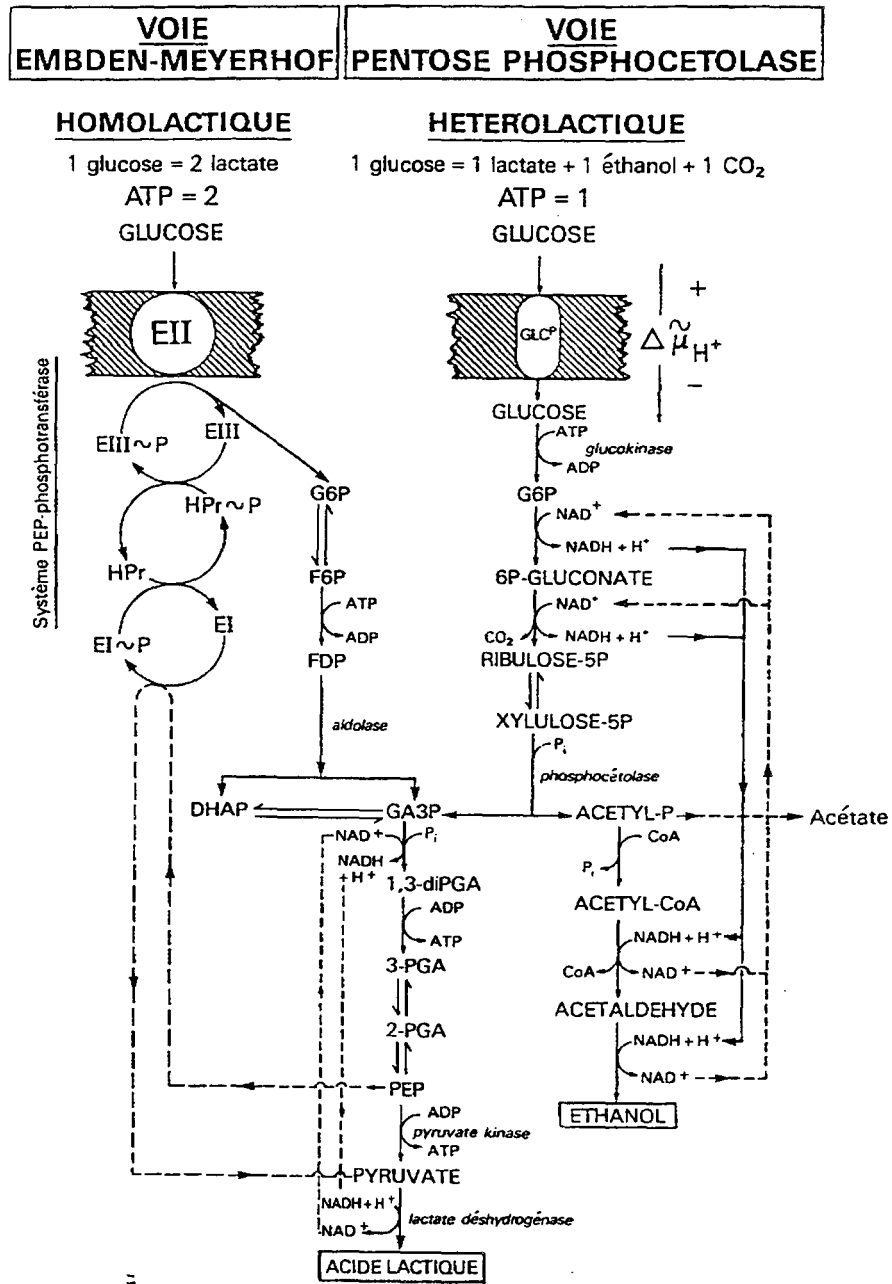 VOIE
EMBDEN-MEYERHOF
VOIE
PENTOSE PHOSPHOCETOLASE
HOMOLACTIQUE
1 glucose = 2 lactate
ATP = 2
GLUCOSE
EII
Système PEP-phosphotransférase
EIII~P
EIII
HPr~P
HPr
EI~P
EI
G6P
F6P
ATP
ADP
FDP
aldolase
DHAP
GA3P
NAD+
Pi
NADH
+H+
1,3-diPGA
ADP
ATP
3-PGA
2-PGA
PEP
ADP
pyruvate kinase
ATP
PYRUVATE
NADH+H+
lactate déshydrogénase
NAD+
ACIDE LACTIQUE
HETEROLACTIQUE
1 glucose = 1 lactate + 1 éthanol + 1 CO₂
ATP = 1
GLUCOSE
GLCP
+
Δ μ̃ H+
−
GLUCOSE
ATP
glucokinase
ADP
G6P
NAD+
NADH + H+
6P-GLUCONATE
NAD+
CO₂
NADH + H+
RIBULOSE-5P
XYLULOSE-5P
Pi
phosphocétolase
ACETYL-P
Acétate
CoA
Pi
ACETYL-CoA
NADH + H+
CoA
NAD+
ACETALDEHYDE
NADH + H+
NAD+
ETHANOL